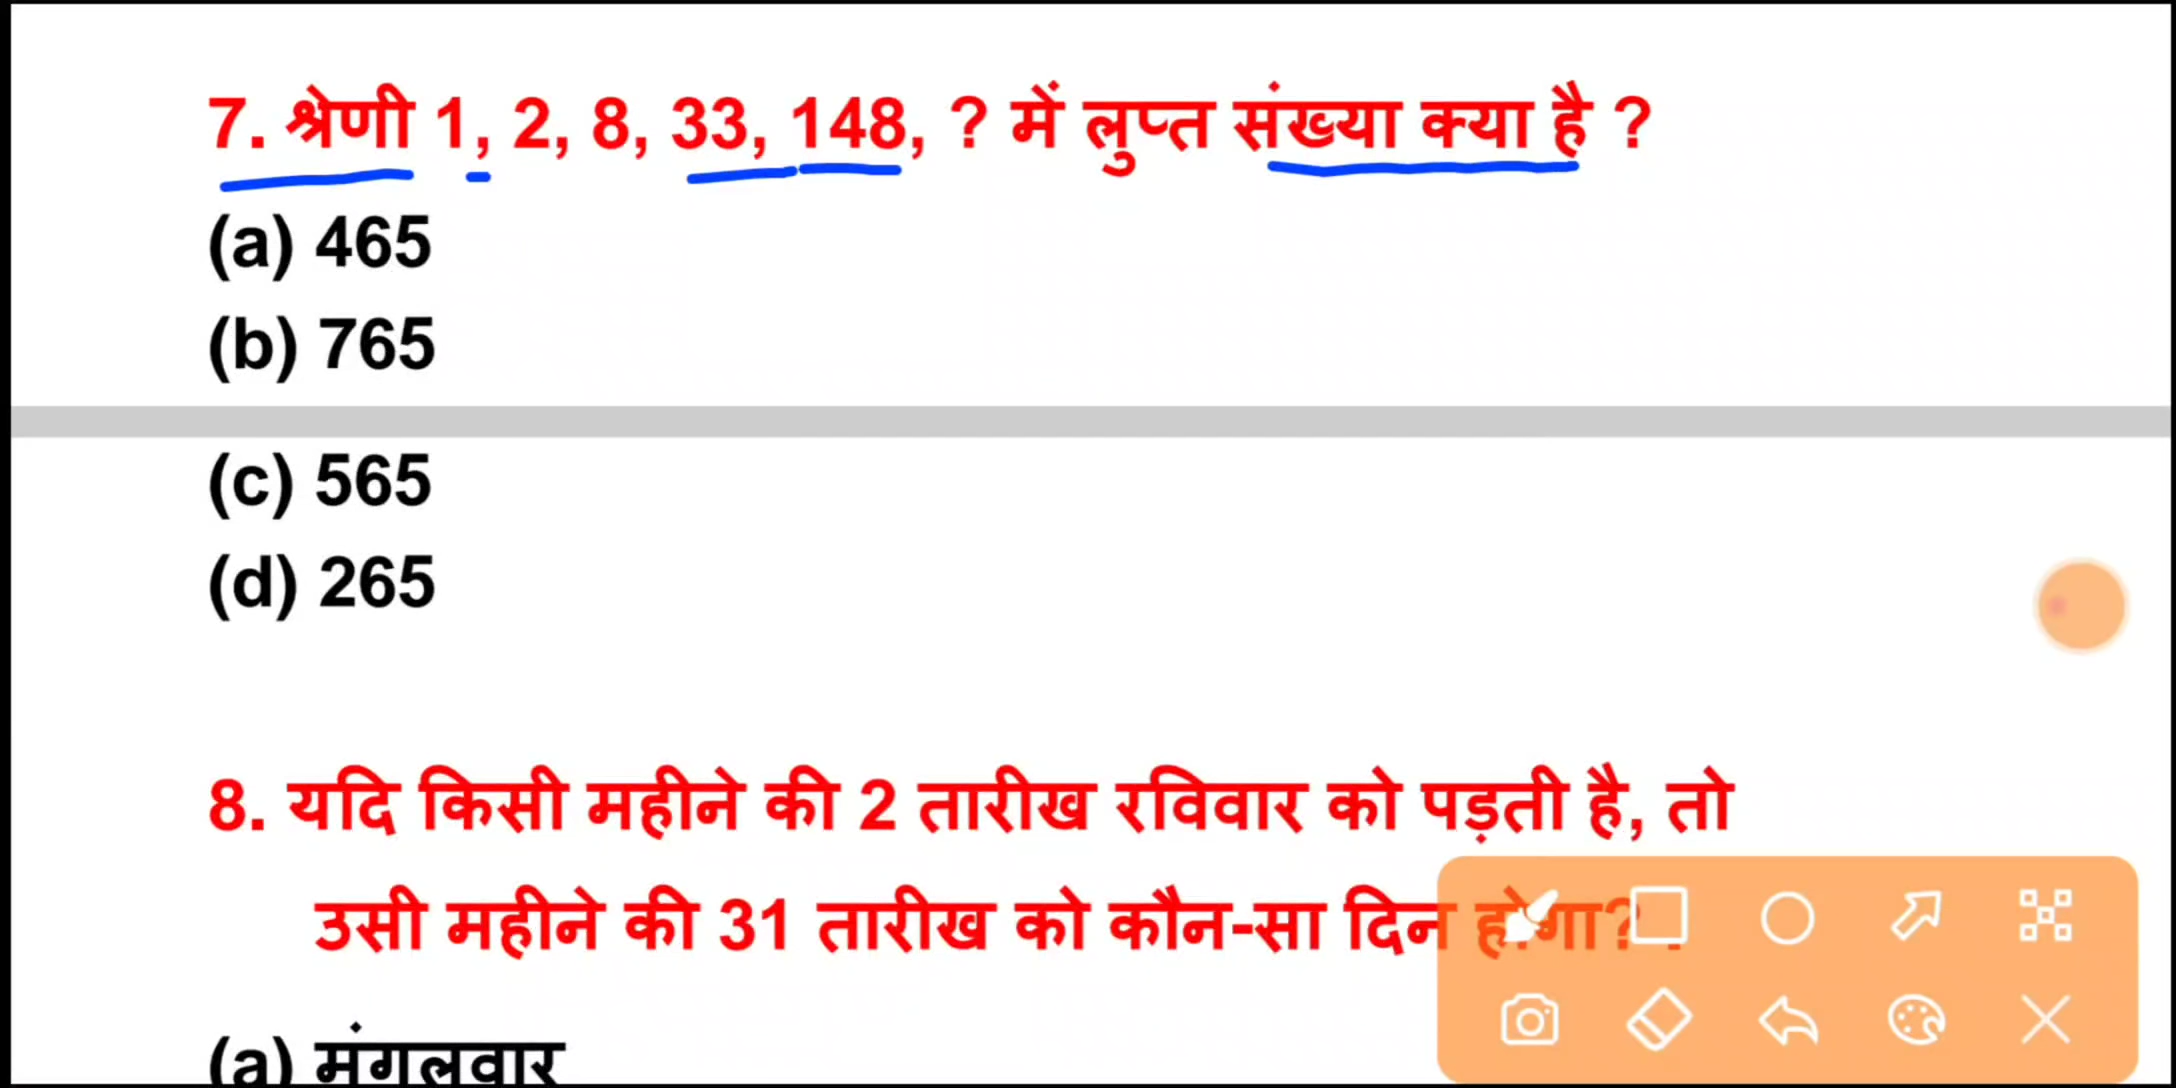 7. श्रेणी 1, 2, 8, 33, 148, ? में लुप्त संख्या क्या है ?
(a) 465
(b) 765
(c) 565
(d) 265
8. यदि किसी महीने की 2 तारीख रविवार को पड़ती है, तो
उसी महीने की 31 तारीख को कौन-सा दिन होगा?
(a) मंगलवार